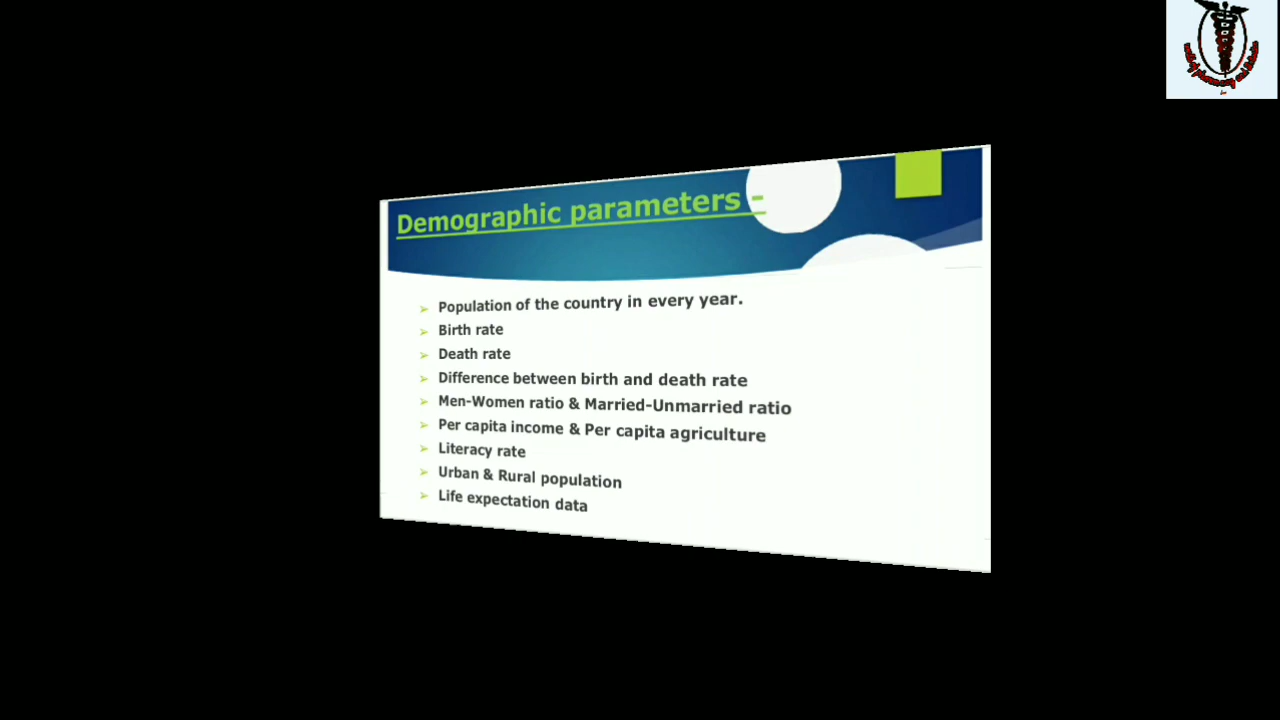 Demographic parameters -
Population of the country in every year.
Birth rate
Death rate
Difference between birth and death rate
Men-Women ratio & Married-Unmarried ratio
Per capita income & Per capita agriculture
Literacy rate
Urban & Rural population
Life expectation data